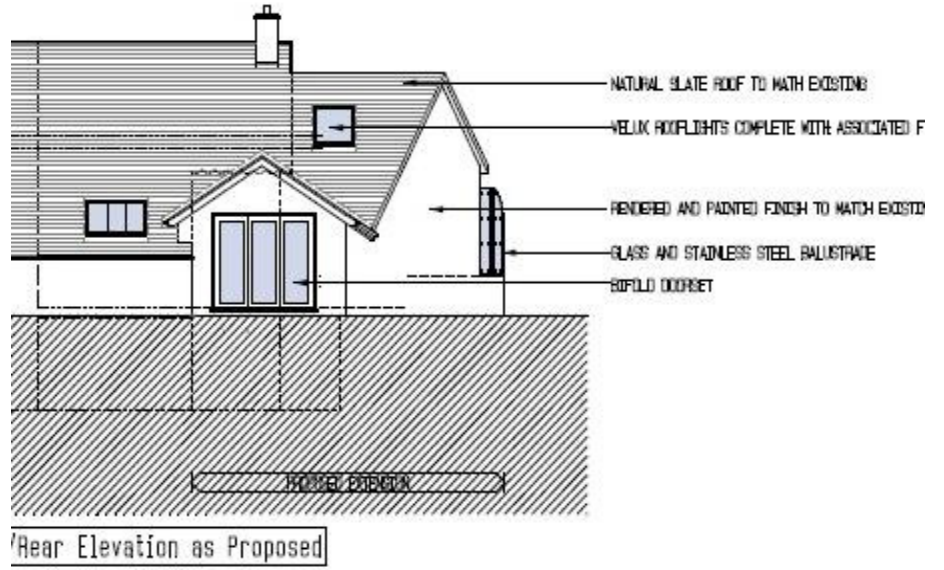 NATURAL SLATE ROOF TO MATH EXISTING
VELUX ROOFLIGHTS COMPLETE WITH ASSOCIATED F
RENDERED AND PAINTED FINISH TO MATCH EXISTIN
GLASS AND STAINLESS STEEL BALUSTRADE
BIFOLD DOORSET
PROPOSED EXTENSION
/Rear Elevation as Proposed